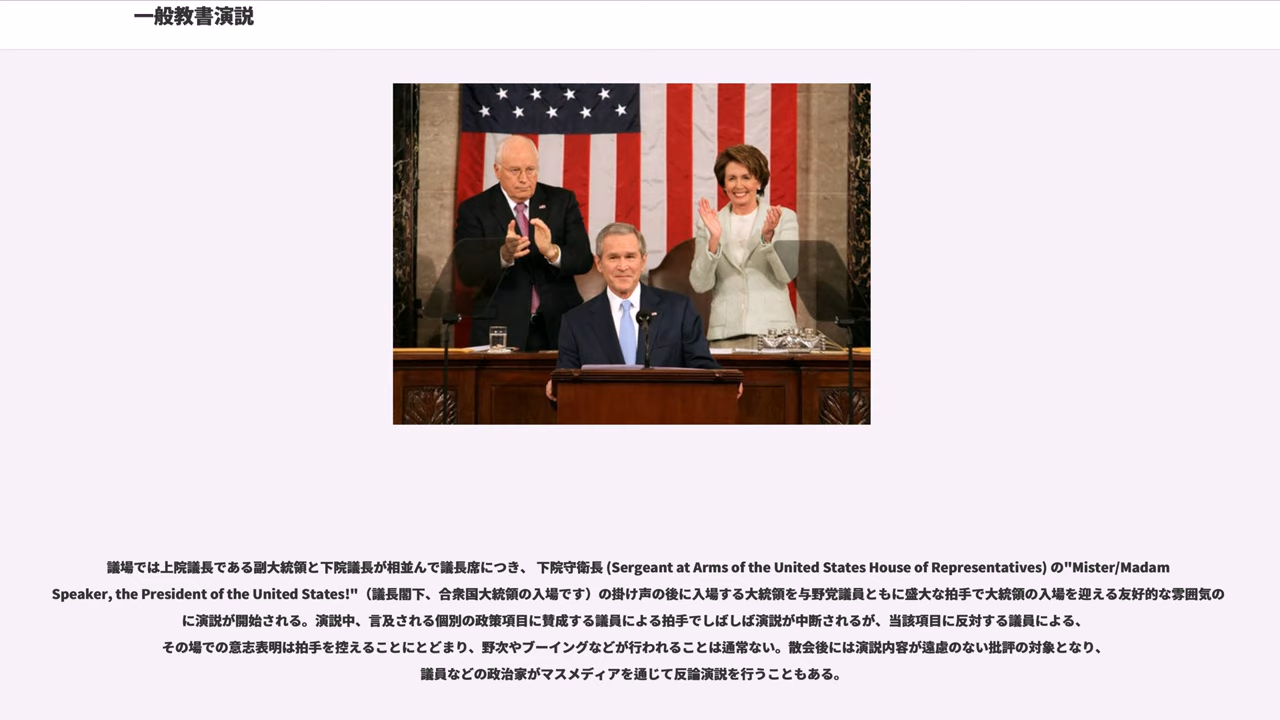 一般教書演説
議場では上院議長である副大統領と下院議長が相並んで議長席につき、 下院守衛長 (Sergeant at Arms of the United States House of Representatives) の"Mister/Madam
Speaker, the President of the United States!"（議長閣下、合衆国大統領の入場です）の掛け声の後に入場する大統領を与野党議員ともに盛大な拍手で大統領の入場を迎える友好的な雰囲気の
に演説が開始される。演説中、言及される個別の政策項目に賛成する議員による拍手でしばしば演説が中断されるが、当該項目に反対する議員による、
その場での意志表明は拍手を控えることにとどまり、野次やブーイングなどが行われることは通常ない。散会後には演説内容が遠慮のない批評の対象となり、
議員などの政治家がマスメディアを通じて反論演説を行うこともある。